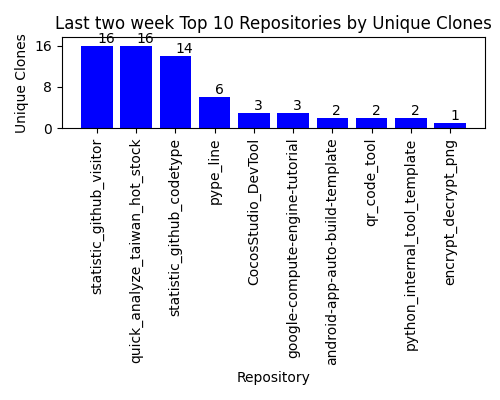 Last two week Top 10 Repositories by Unique Clones
Unique Clones
16
8
0
16
16
14
6
3
3
2
2
2
1
statistic_github_visitor
quick_analyze_taiwan_hot_stock
statistic_github_codetype
pype_line
CocosStudio_DevTool
google-compute-engine-tutorial
android-app-auto-build-template
qr_code_tool
python_internal_tool_template
encrypt_decrypt_png
Repository